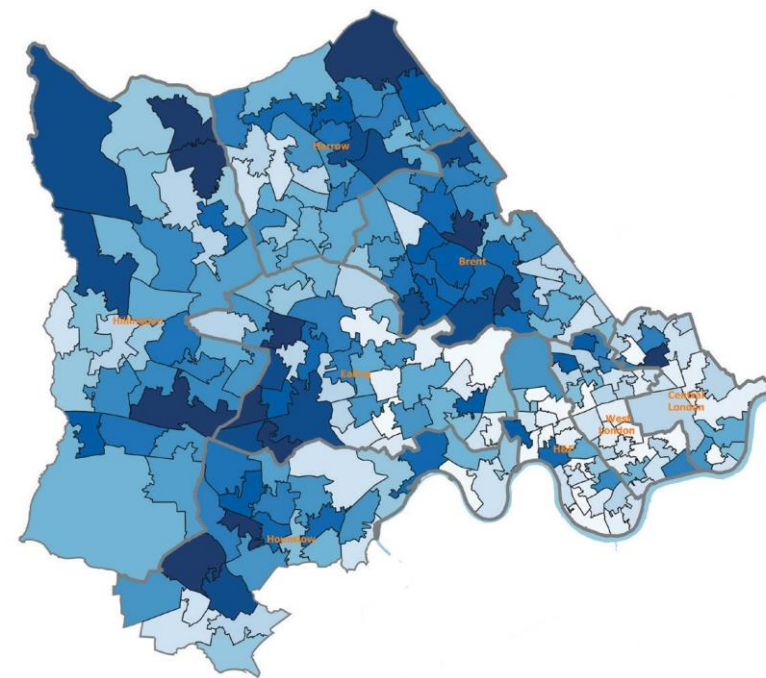 Harrow
Brent
Hillingdon
Ealing
Central
London
West
London
H&F
Hounslow